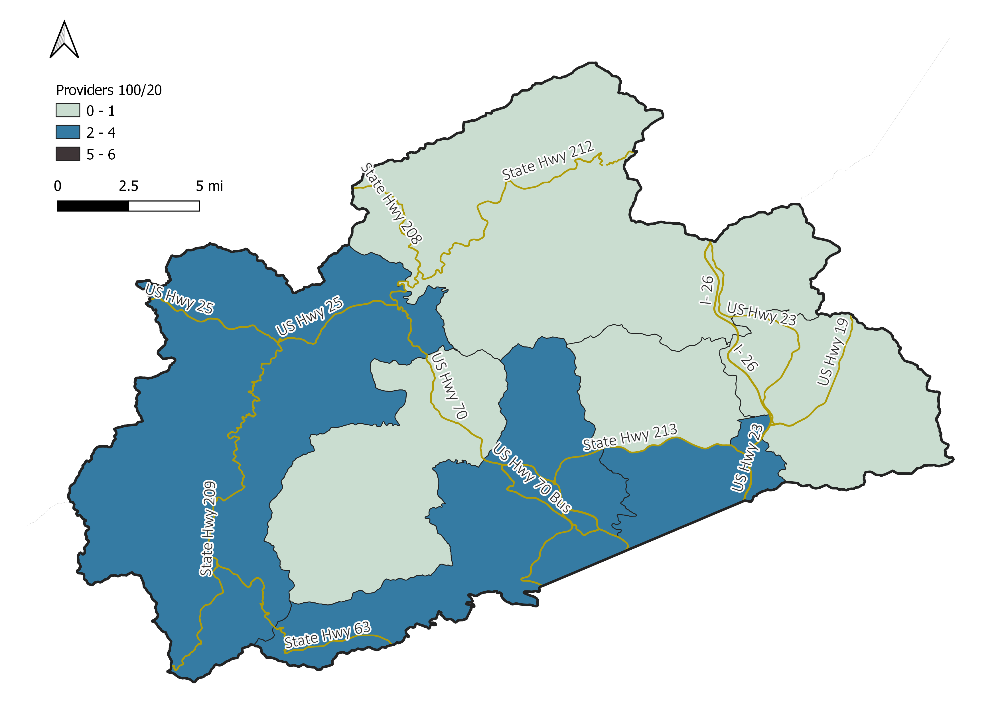 Providers 100/20
0 - 1
2 - 4
5 - 6
0 2.5 5 mi
State Hwy 212
State Hwy 208
US Hwy 25
US Hwy 25
I- 26
US Hwy 23
US Hwy 19
I- 26
US Hwy 70
State Hwy 213
US Hwy 23
US Hwy 70 Bus
State Hwy 209
State Hwy 63